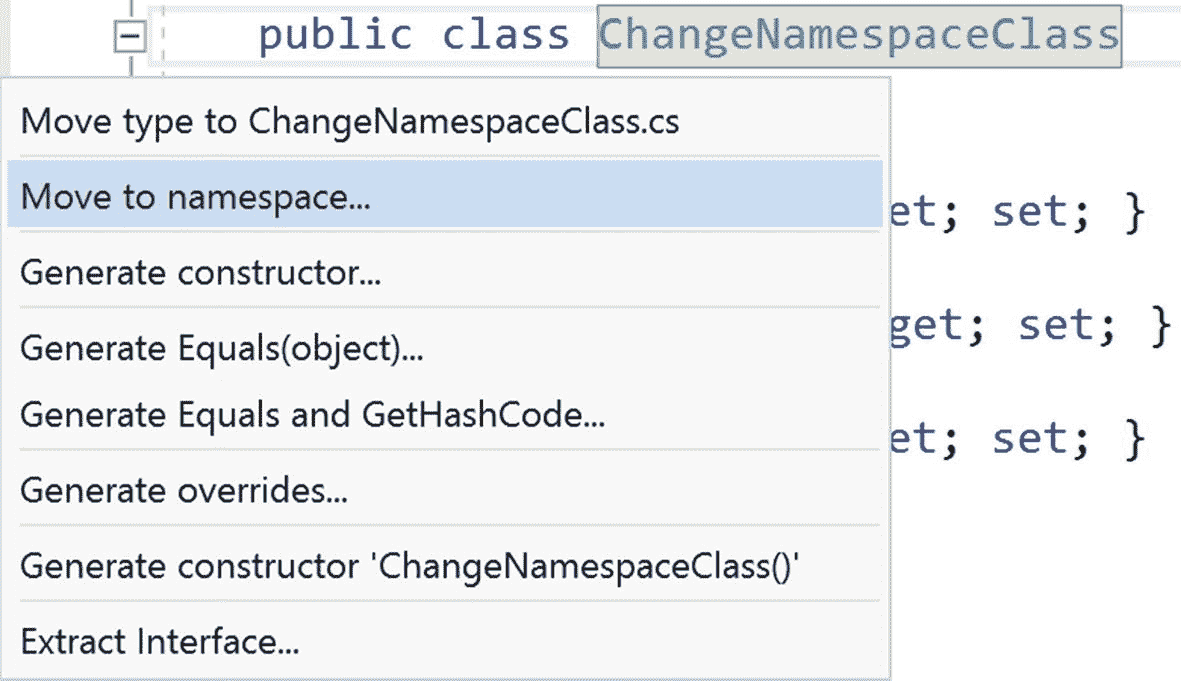 public class ChangeNamespaceClass
Move type to ChangeNamespaceClass.cs
Move to namespace...
et; set; }
Generate constructor...
get; set; }
Generate Equals(object)...
Generate Equals and GetHashCode...
et; set; }
Generate overrides...
Generate constructor 'ChangeNamespaceClass()'
Extract Interface...